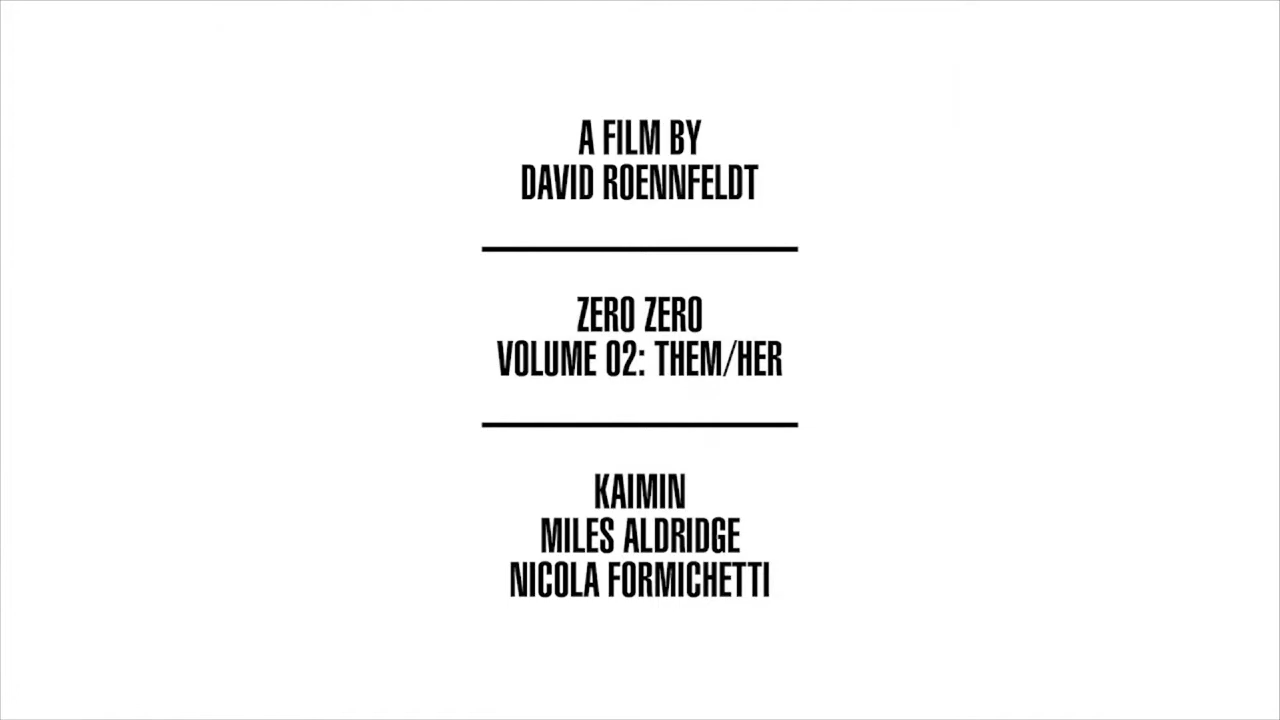 A FILM BY
DAVID ROENNFELDT
ZERO ZERO
VOLUME 02: THEM/HER
KAIMIN
MILES ALDRIDGE
NICOLA FORMICHETTI